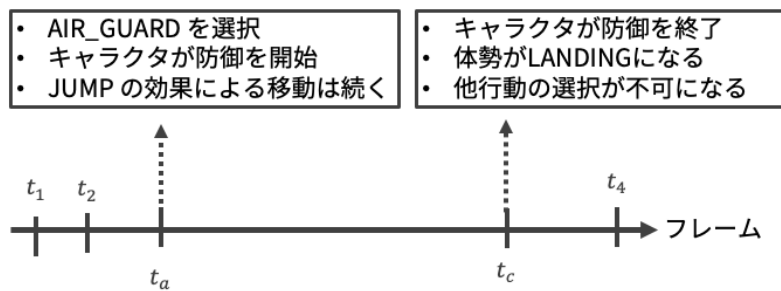 • AIR_GUARD を選択
• キャラクタが防御を開始
• JUMP の効果による移動は続く
• キャラクタが防御を終了
• 体勢がLANDINGになる
• 他行動の選択が不可になる
t₁
t₂
t₄
フレーム
tₐ
t_c